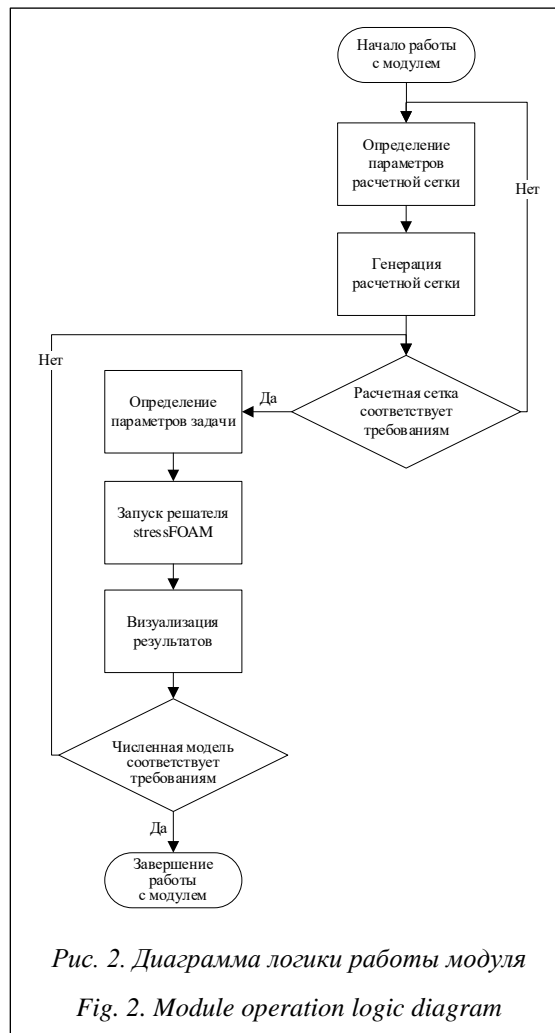 Начало работы
с модулем
Определение
параметров
расчетной сетки
Нет
Генерация
расчетной сетки
Нет
Расчетная сетка
соответствует
требованиям
Да
Определение
параметров задачи
Запуск решателя
stressFOAM
Визуализация
результатов
Численная модель
соответствует
требованиям
Да
Завершение
работы
с модулем
Рис. 2. Диаграмма логики работы модуля
Fig. 2. Module operation logic diagram